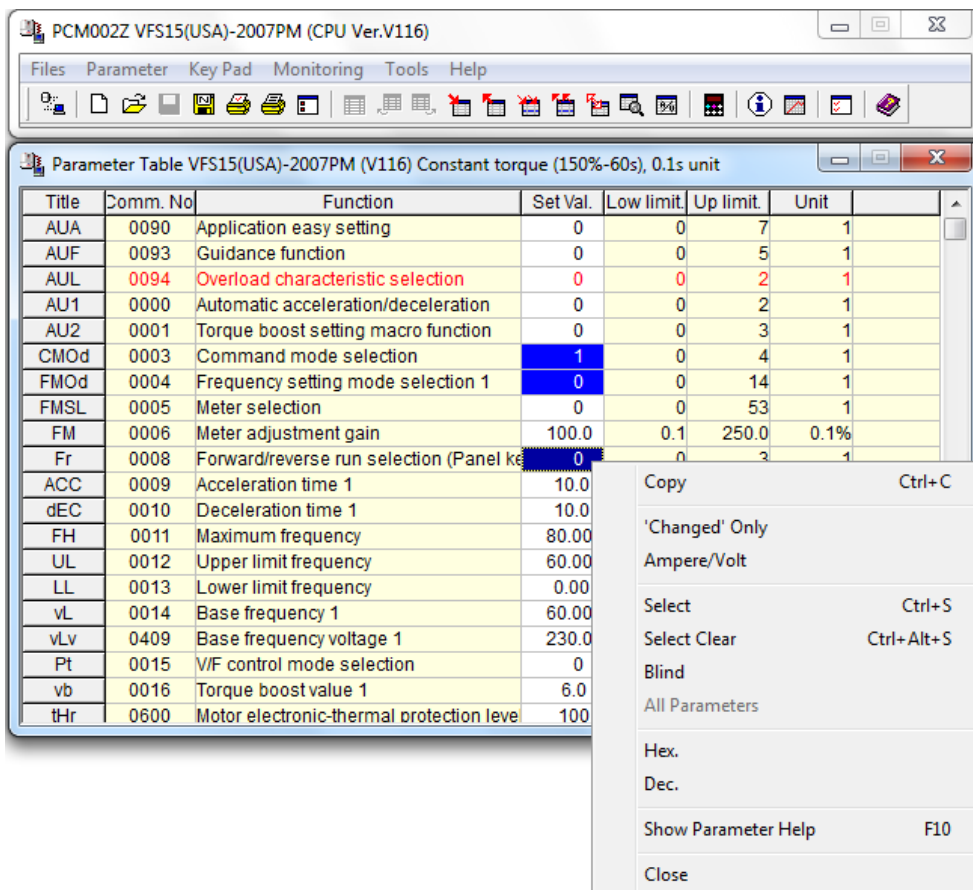 PCM002Z VFS15(USA)-2007PM (CPU Ver.V116)
Files Parameter Key Pad Monitoring Tools Help
Parameter Table VFS15(USA)-2007PM (V116) Constant torque (150%-60s), 0.1s unit
Title Comm. No Function Set Val. Low limit. Up limit. Unit
AUA 0090 Application easy setting 0 0 7 1
AUF 0093 Guidance function 0 0 5 1
AUL 0094 Overload characteristic selection 0 0 2 1
AU1 0000 Automatic acceleration/deceleration 0 0 2 1
AU2 0001 Torque boost setting macro function 0 0 3 1
CMOd 0003 Command mode selection 1 0 4 1
FMOd 0004 Frequency setting mode selection 1 0 0 14 1
FMSL 0005 Meter selection 0 0 53 1
FM 0006 Meter adjustment gain 100.0 0.1 250.0 0.1%
Fr 0008 Forward/reverse run selection (Panel ke 0 0 3 1
ACC 0009 Acceleration time 1 10.0
dEC 0010 Deceleration time 1 10.0
FH 0011 Maximum frequency 80.00
UL 0012 Upper limit frequency 60.00
LL 0013 Lower limit frequency 0.00
vL 0014 Base frequency 1 60.00
vLv 0409 Base frequency voltage 1 230.0
Pt 0015 V/F control mode selection 0
vb 0016 Torque boost value 1 6.0
tHr 0600 Motor electronic-thermal protection leve 100
Copy Ctrl+C
'Changed' Only
Ampere/Volt
Select Ctrl+S
Select Clear Ctrl+Alt+S
Blind
All Parameters
Hex.
Dec.
Show Parameter Help F10
Close